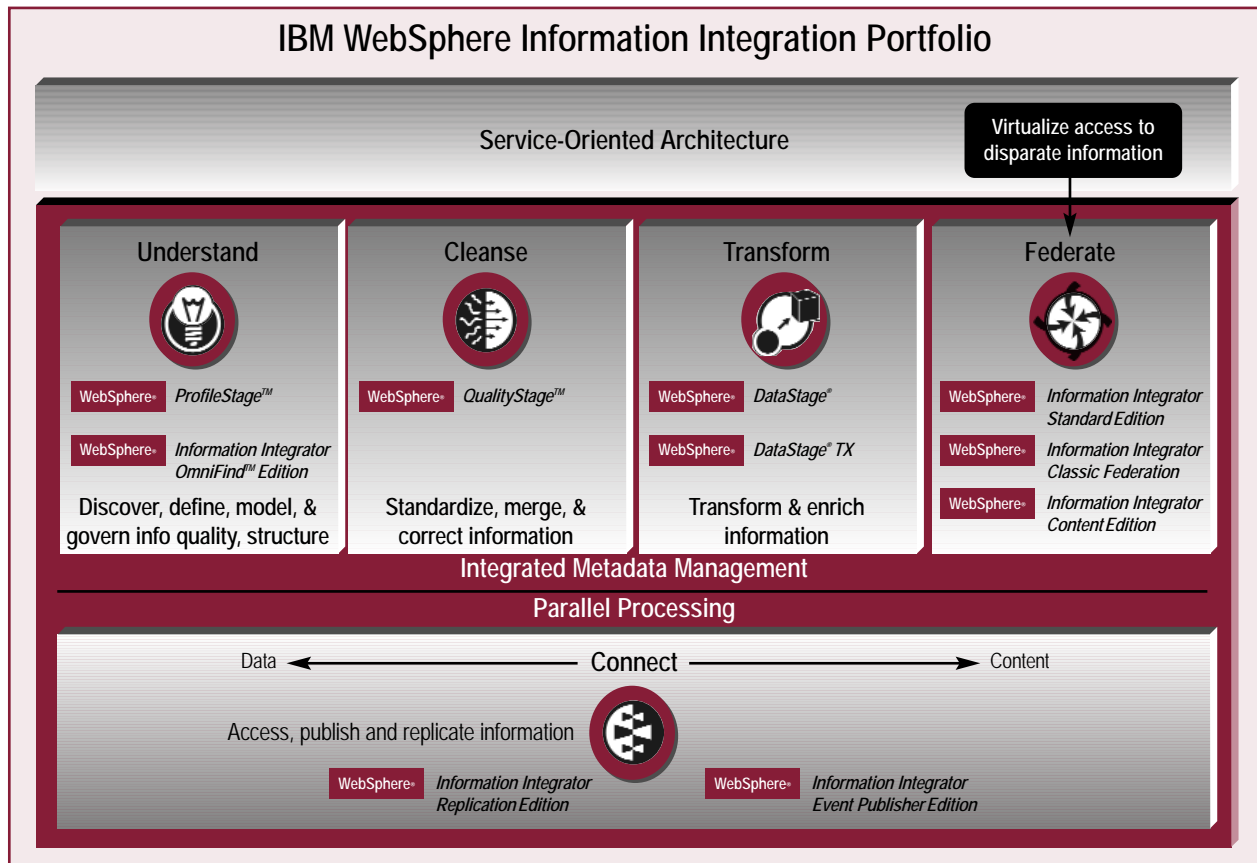 IBM WebSphere Information Integration Portfolio
Service-Oriented Architecture
Virtualize access to
disparate information
Understand
WebSphere® ProfileStage™
WebSphere® Information Integrator
OmniFind™ Edition
Discover, define, model, &
govern info quality, structure
Cleanse
WebSphere® QualityStage™
Standardize, merge, &
correct information
Transform
WebSphere® DataStage®
WebSphere® DataStage® TX
Transform & enrich
information
Federate
WebSphere® Information Integrator
Standard Edition
WebSphere® Information Integrator
Classic Federation
WebSphere® Information Integrator
Content Edition
Integrated Metadata Management
Parallel Processing
Data Connect Content
Access, publish and replicate information
WebSphere® Information Integrator
Replication Edition
WebSphere® Information Integrator
Event Publisher Edition